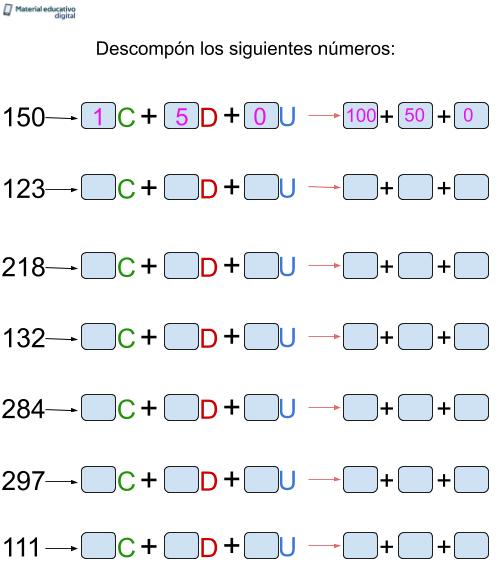 Material educativo
digital
Descompón los siguientes números:
150 1 C + 5 D + 0 U 100 + 50 + 0
123 C + D + U + +
218 C + D + U + +
132 C + D + U + +
284 C + D + U + +
297 C + D + U + +
111 C + D + U + +